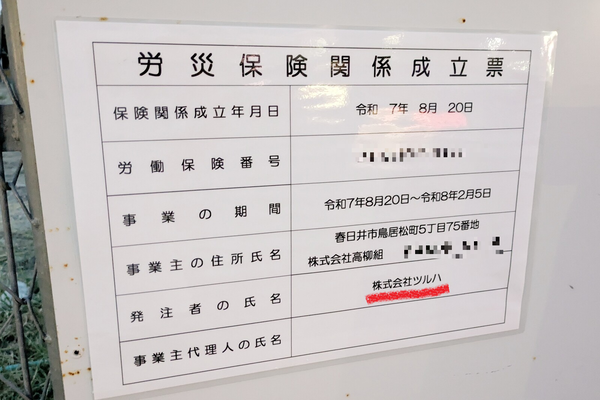 労災保険関係成立票
保険関係成立年月日 令和 7年 8月 20日
労働保険番号
事業の期間 令和7年8月20日～令和8年2月5日
事業主の住所氏名 春日井市鳥居松町5丁目75番地
株式会社高柳組
発注者の氏名 株式会社ツルハ
事業主代理人の氏名